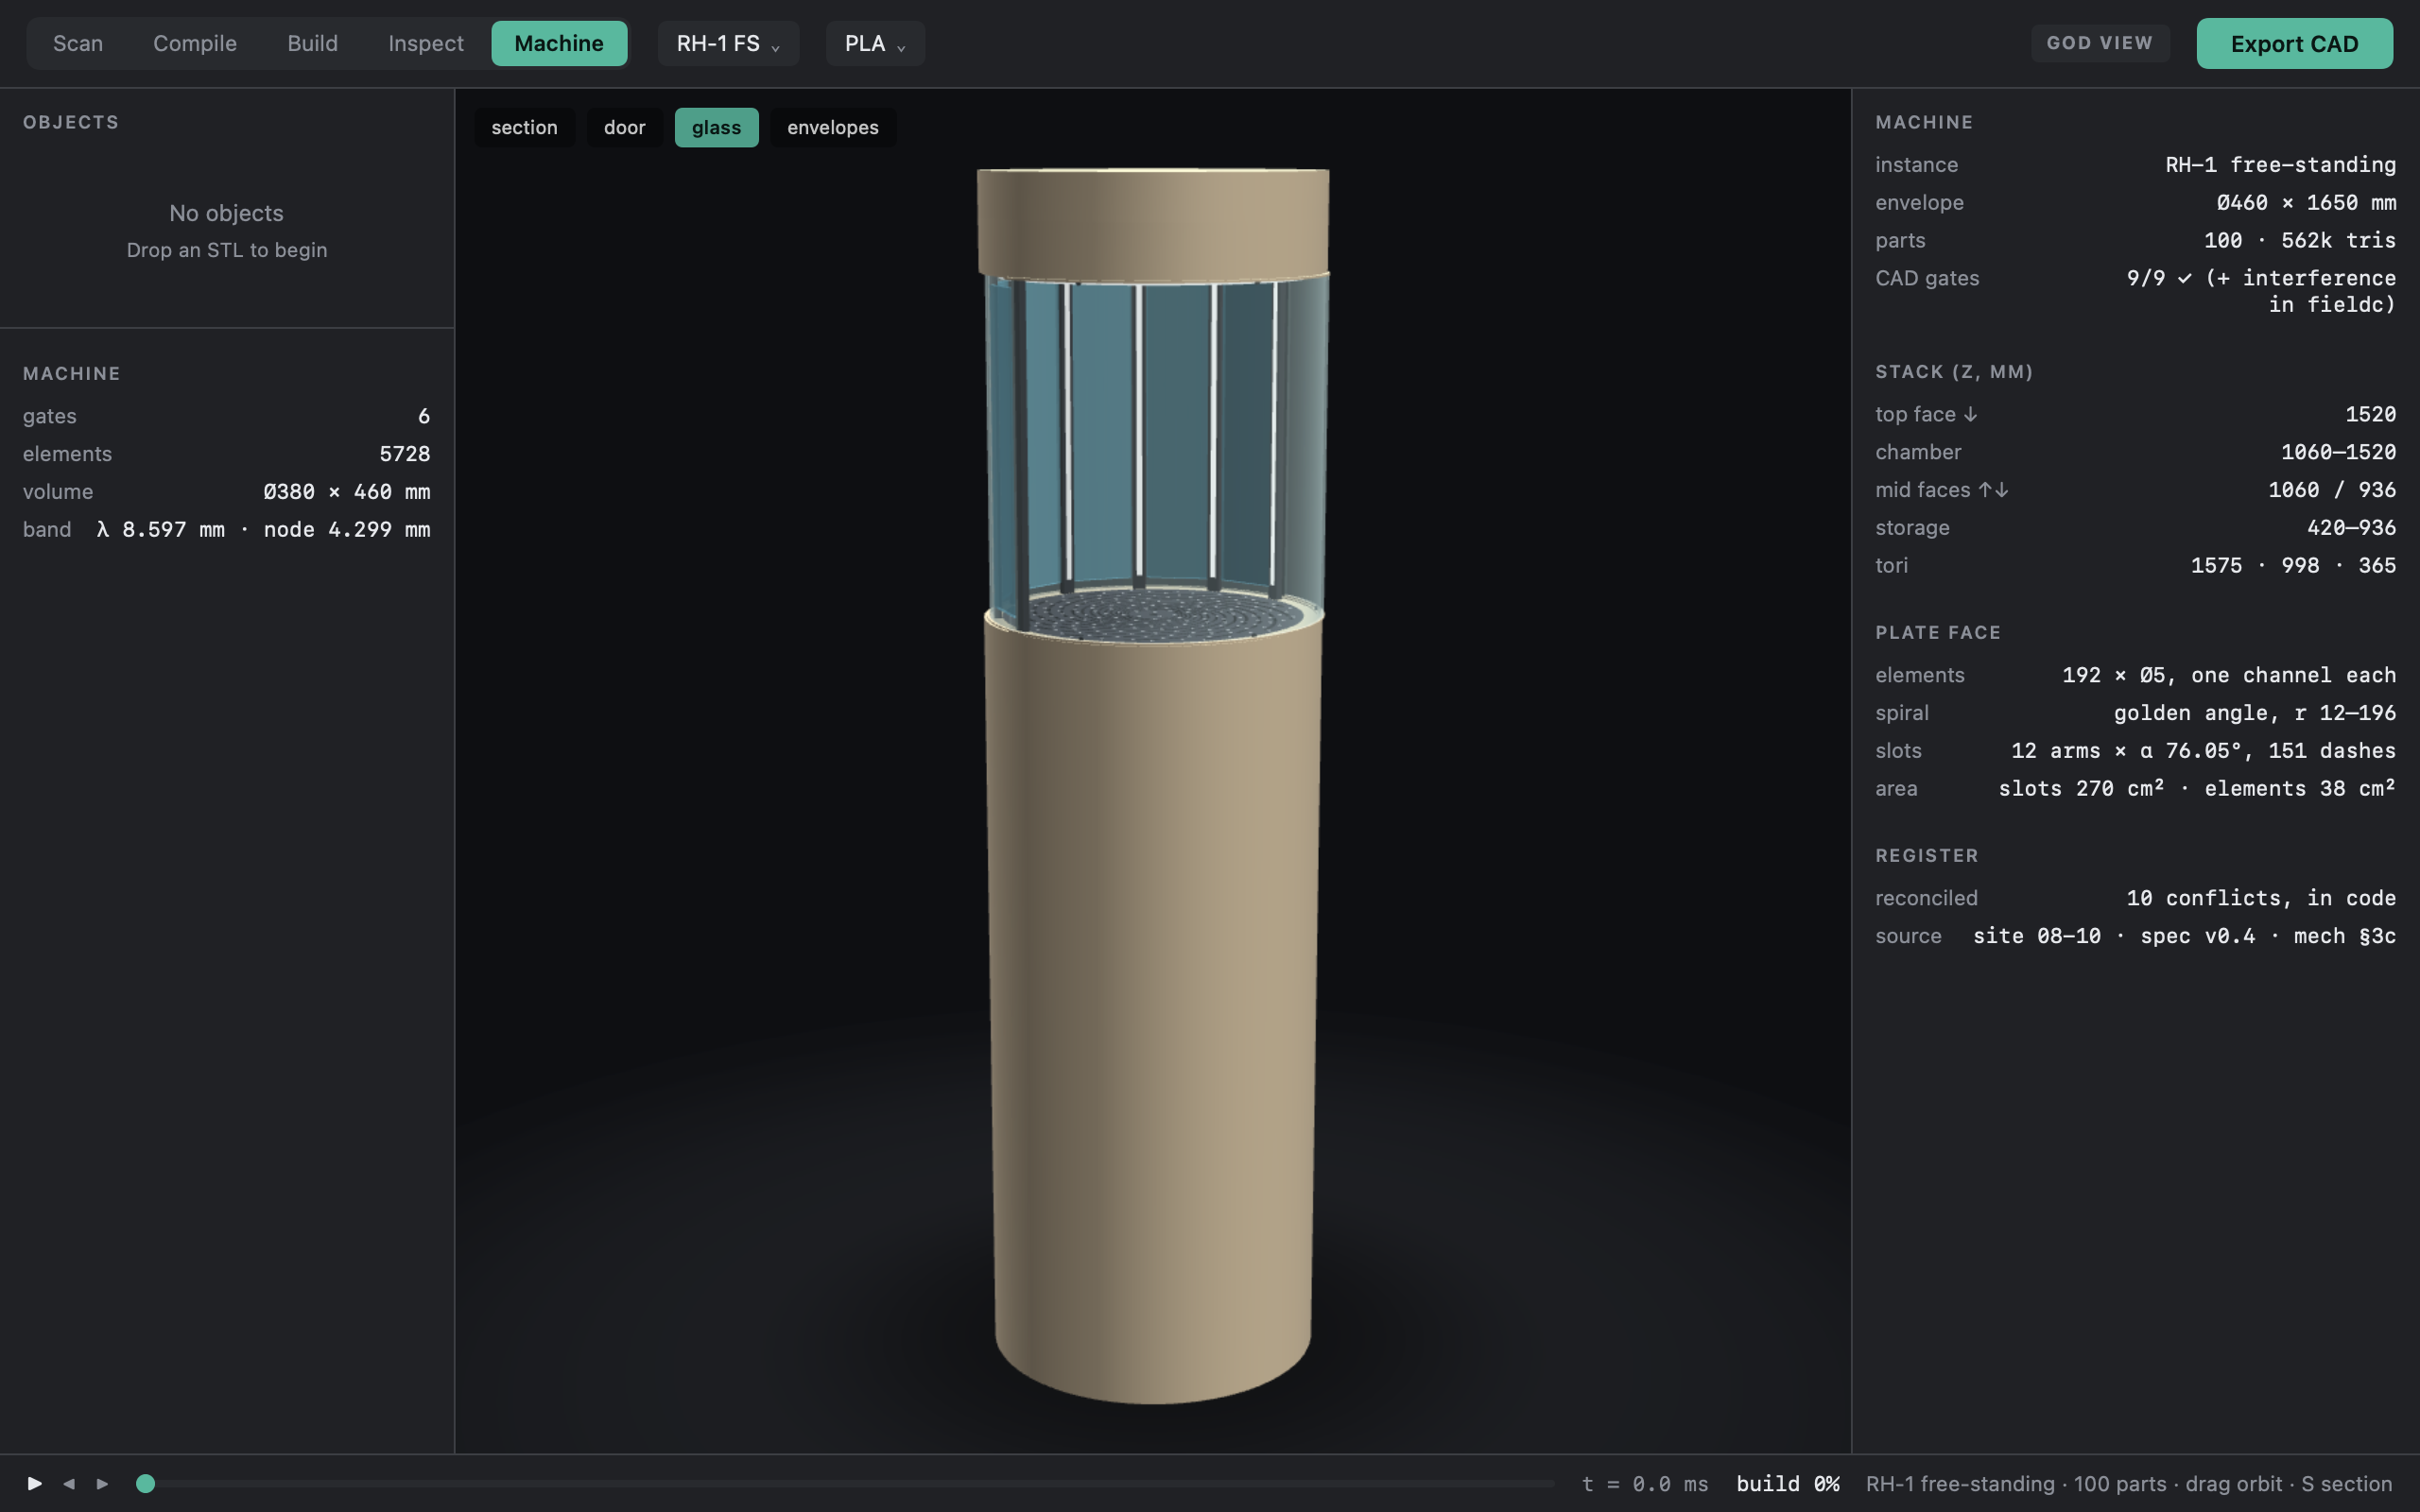 Scan Compile Build Inspect Machine RH-1 FS PLA GOD VIEW Export CAD
OBJECTS
No objects
Drop an STL to begin
MACHINE
gates 6
elements 5728
volume Ø380 × 460 mm
band λ 8.597 mm · node 4.299 mm
section door glass envelopes
MACHINE
instance RH–1 free–standing
envelope Ø460 × 1650 mm
parts 100 · 562k tris
CAD gates 9/9 ✓ (+ interference
in fieldc)
STACK (Z, MM)
top face ↓ 1520
chamber 1060–1520
mid faces ↑↓ 1060 / 936
storage 420–936
tori 1575 · 998 · 365
PLATE FACE
elements 192 × Ø5, one channel each
spiral golden angle, r 12–196
slots 12 arms × α 76.05°, 151 dashes
area slots 270 cm² · elements 38 cm²
REGISTER
reconciled 10 conflicts, in code
source site 08–10 · spec v0.4 · mech §3c
t = 0.0 ms build 0% RH-1 free-standing · 100 parts · drag orbit · S section